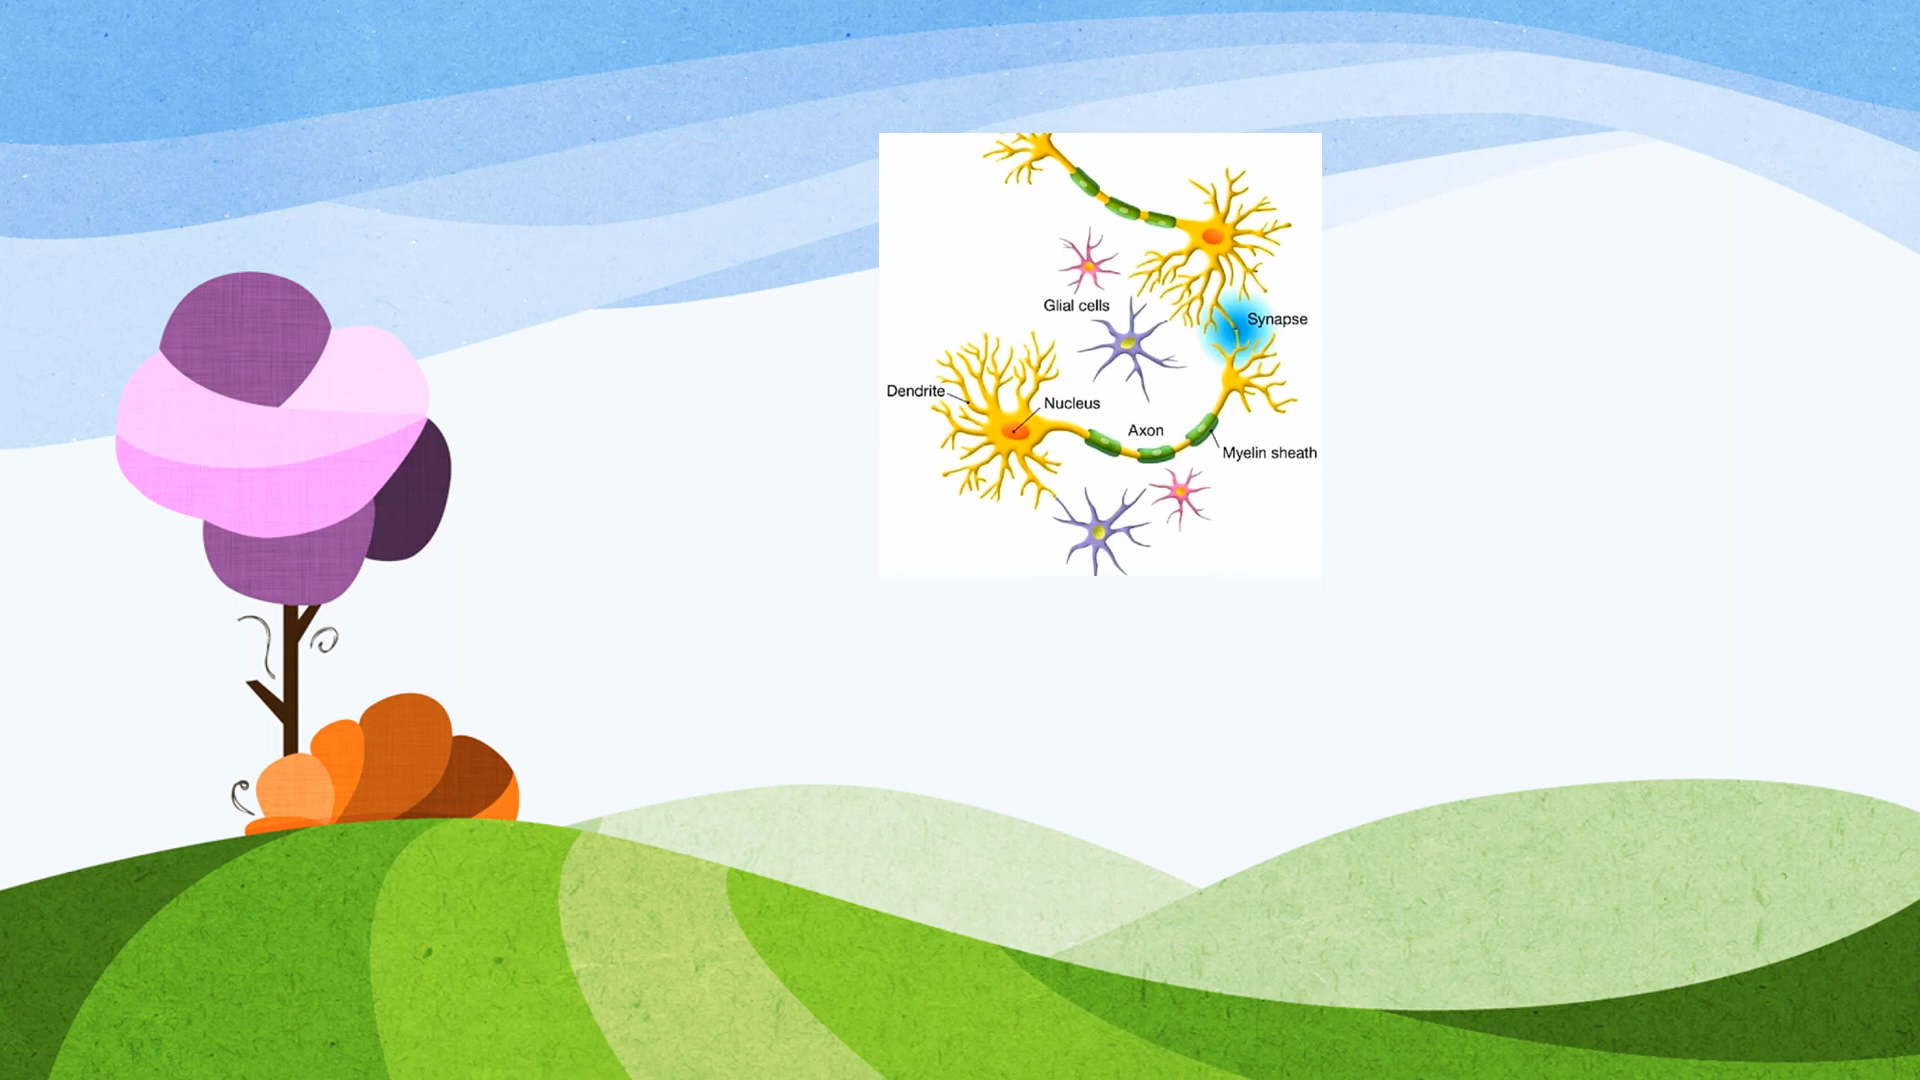 Glial cells
Synapse
Dendrite
Nucleus
Axon
Myelin sheath